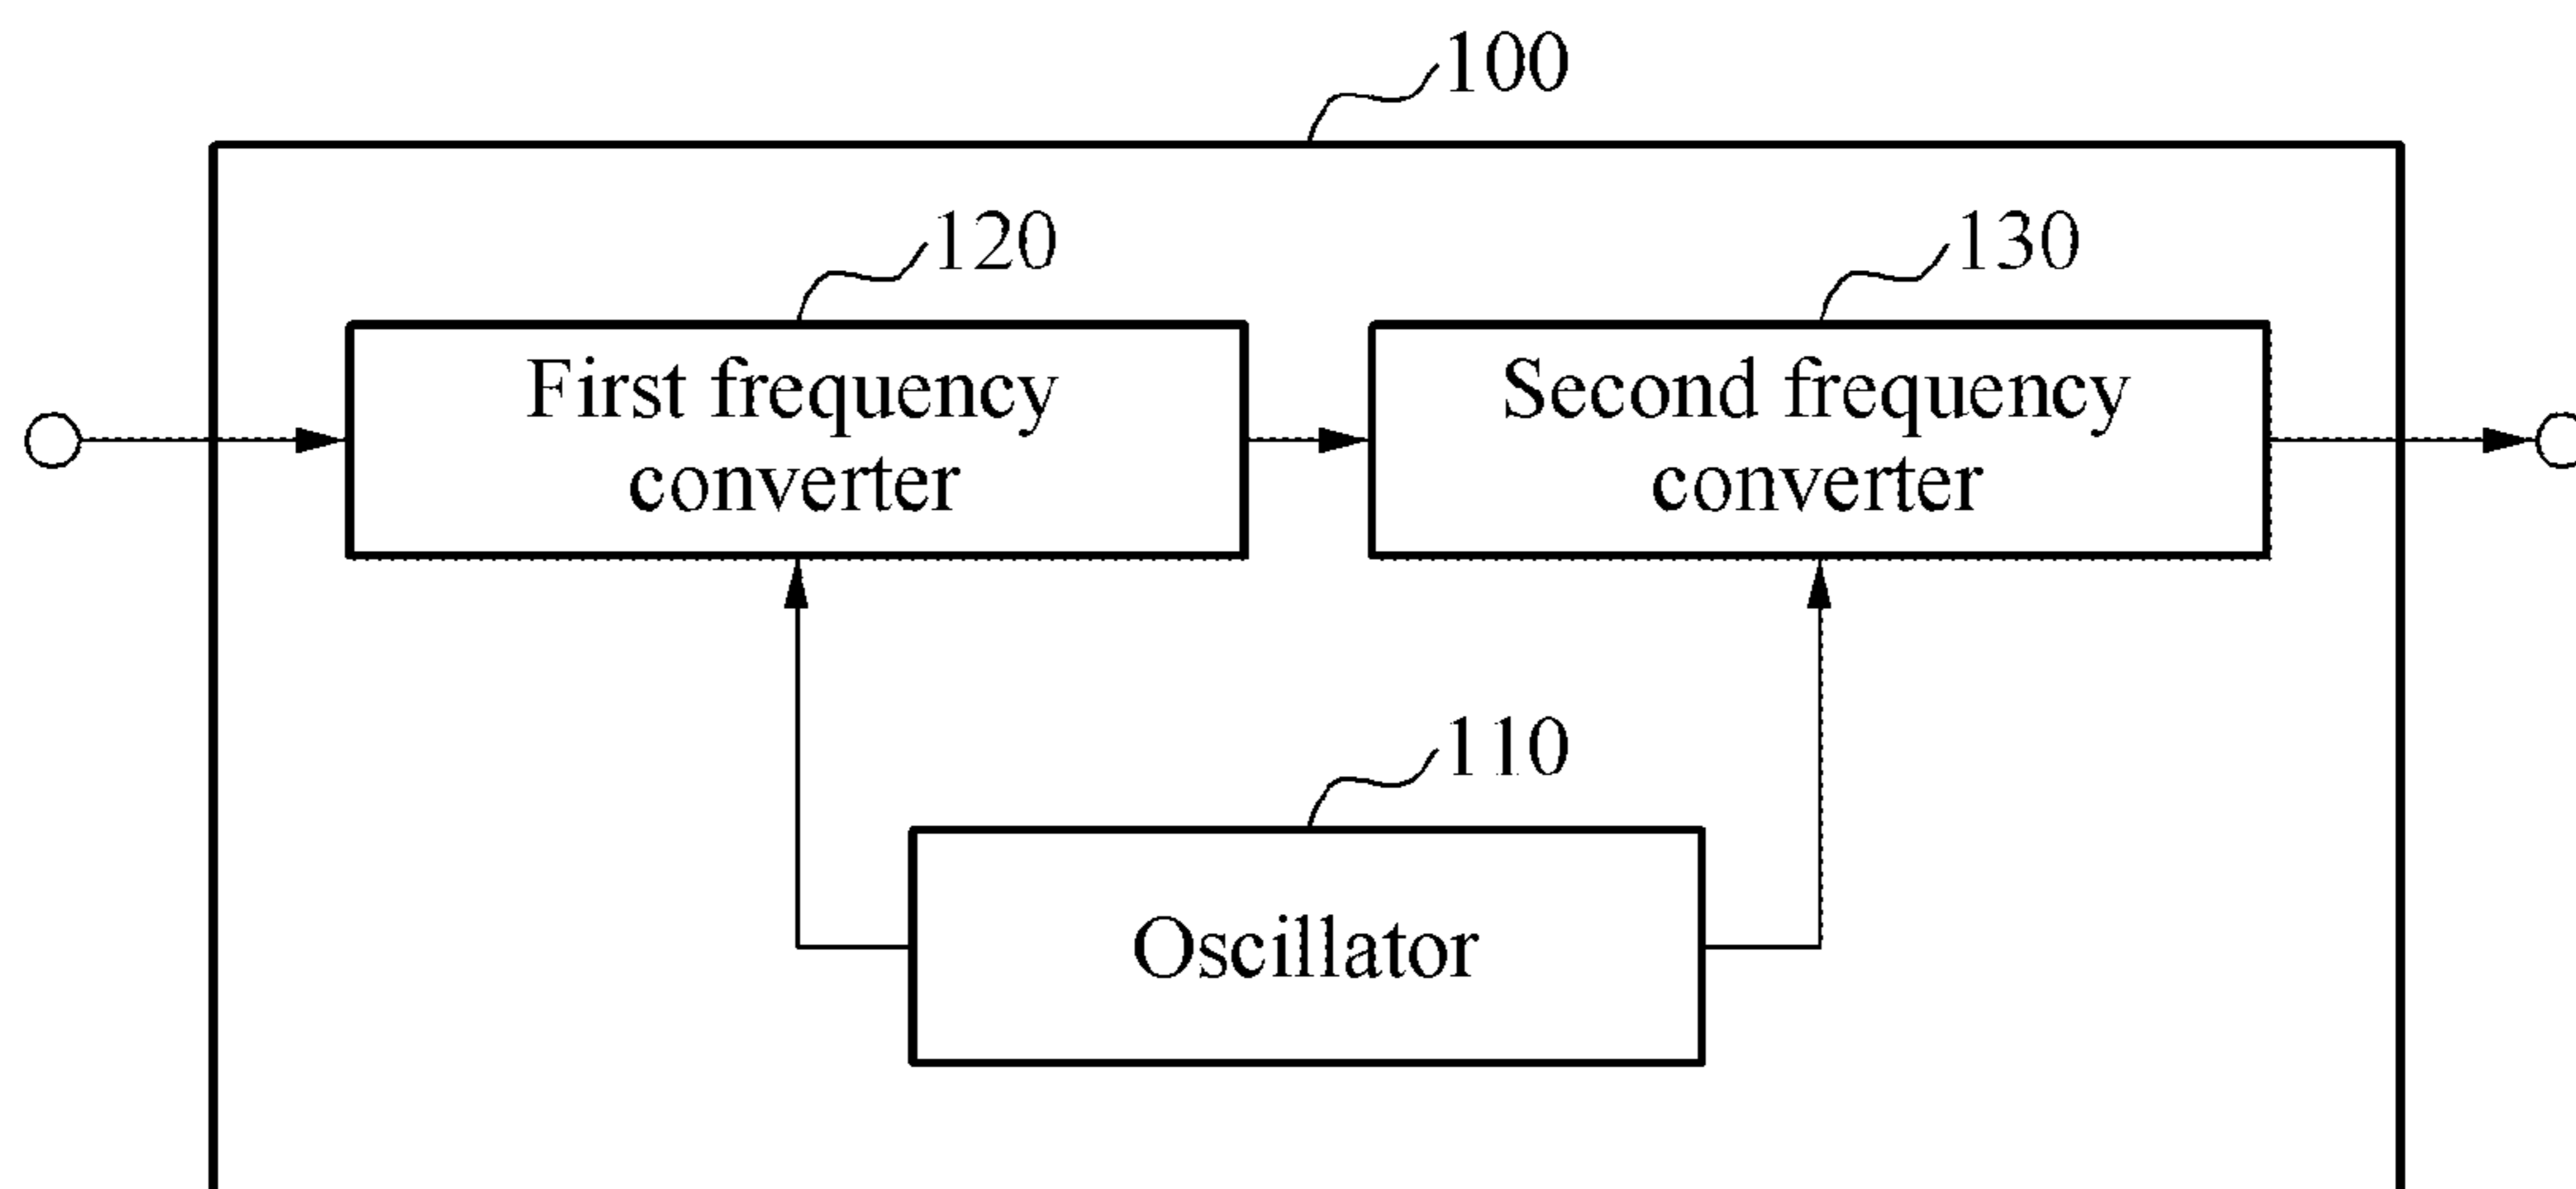 100
120
130
First frequency
converter
Second frequency
converter
110
Oscillator